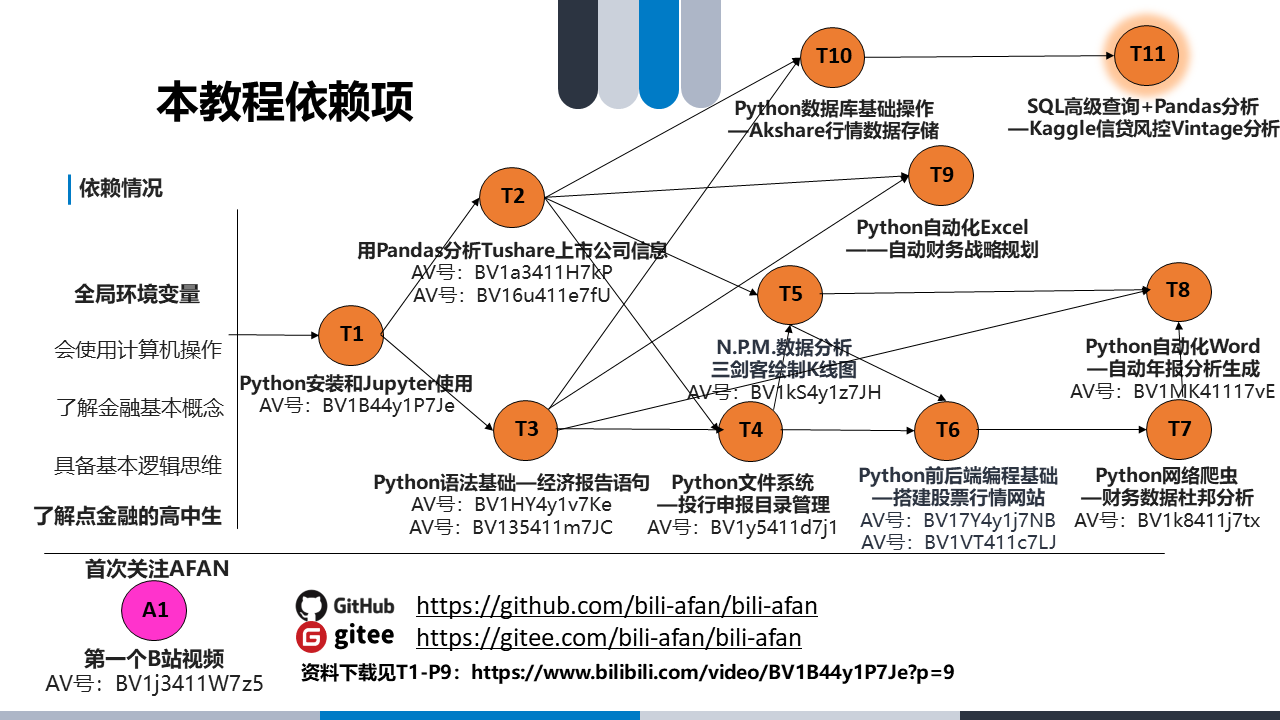 本教程依赖项
依赖情况
全局环境变量
会使用计算机操作
了解金融基本概念
具备基本逻辑思维
了解点金融的高中生
T1
Python安装和Jupyter使用
AV号：BV1B44y1P7Je
T2
用Pandas分析Tushare上市公司信息
AV号：BV1a3411H7kP
AV号：BV16u411e7fU
T3
Python语法基础—经济报告语句
AV号：BV1HY4y1v7Ke
AV号：BV135411m7JC
T10
Python数据库基础操作
—Akshare行情数据存储
T11
SQL高级查询+Pandas分析
—Kaggle信贷风控Vintage分析
T9
Python自动化Excel
——自动财务战略规划
T5
N.P.M.数据分析
三剑客绘制K线图
AV号：BV1kS4y1z7JH
T8
Python自动化Word
—自动年报分析生成
AV号：BV1MK41117vE
T4
Python文件系统
—投行申报目录管理
AV号：BV1y5411d7j1
T6
Python前后端编程基础
—搭建股票行情网站
AV号：BV17Y4y1j7NB
AV号：BV1VT411c7LJ
T7
Python网络爬虫
—财务数据杜邦分析
AV号：BV1k8411j7tx
首次关注AFAN
A1
第一个B站视频
AV号：BV1j3411W7z5
GitHub https://github.com/bili-afan/bili-afan
gitee https://gitee.com/bili-afan/bili-afan
资料下载见T1-P9：https://www.bilibili.com/video/BV1B44y1P7Je?p=9